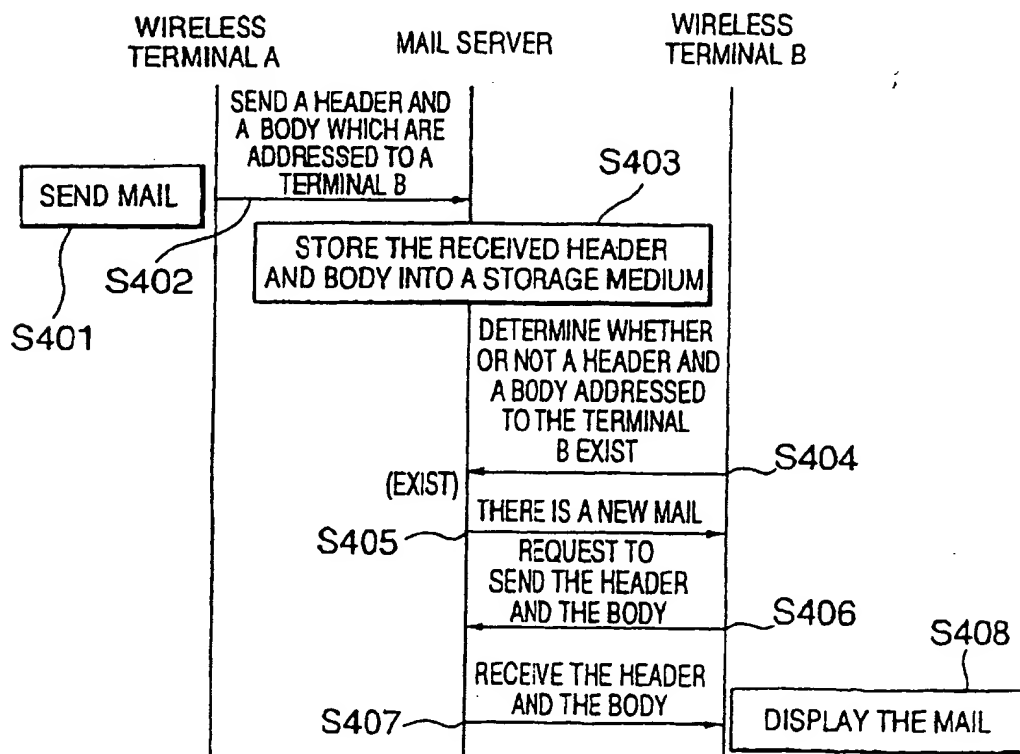 WIRELESS
TERMINAL A
MAIL SERVER
WIRELESS
TERMINAL B
SEND A HEADER AND
A BODY WHICH ARE
ADDRESSED TO A
TERMINAL B
SEND MAIL
S401
S402
S403
STORE THE RECEIVED HEADER
AND BODY INTO A STORAGE MEDIUM
DETERMINE WHETHER
OR NOT A HEADER AND
A BODY ADDRESSED
TO THE TERMINAL
B EXIST
S404
(EXIST)
THERE IS A NEW MAIL
S405
REQUEST TO
SEND THE HEADER
AND THE BODY
S406
RECEIVE THE HEADER
AND THE BODY
S407
S408
DISPLAY THE MAIL